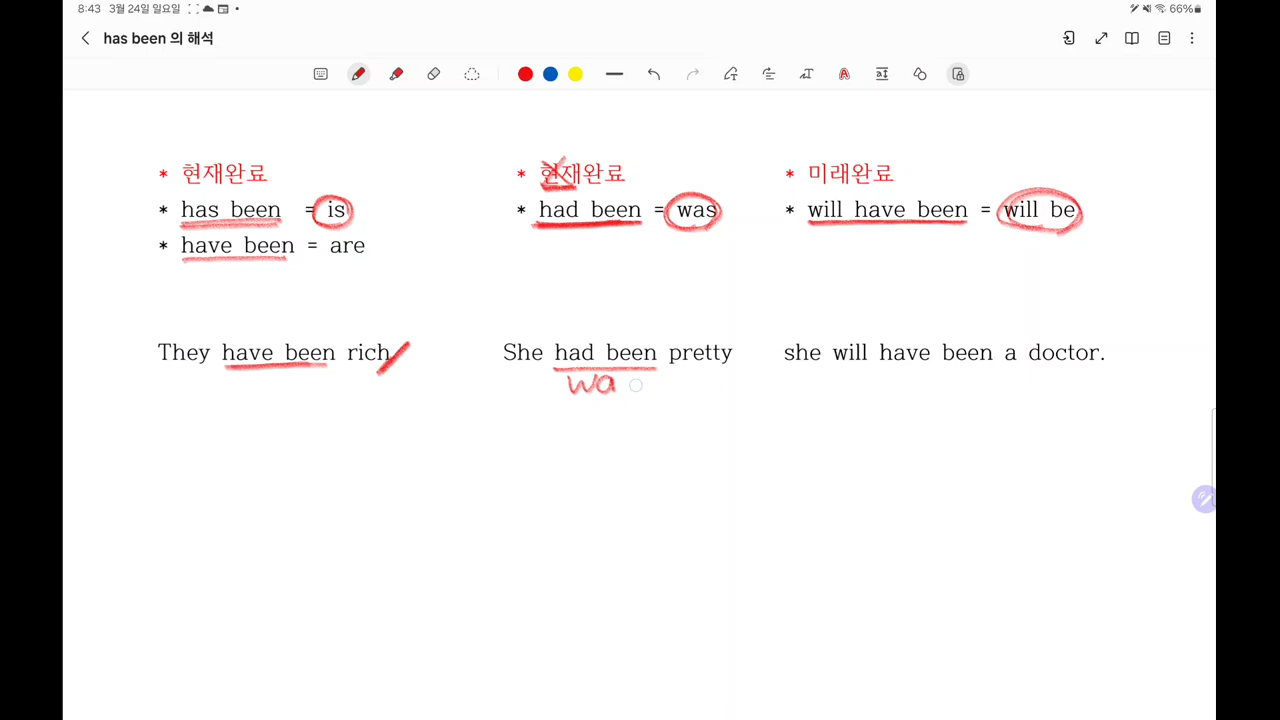 8:43 3월 24일 일요일
66%
has been 의 해석
* 현재완료
* has been = is
* have been = are
* 현재완료
* had been = was
* 미래완료
* will have been = will be
They have been rich
She had been pretty
wa
she will have been a doctor.